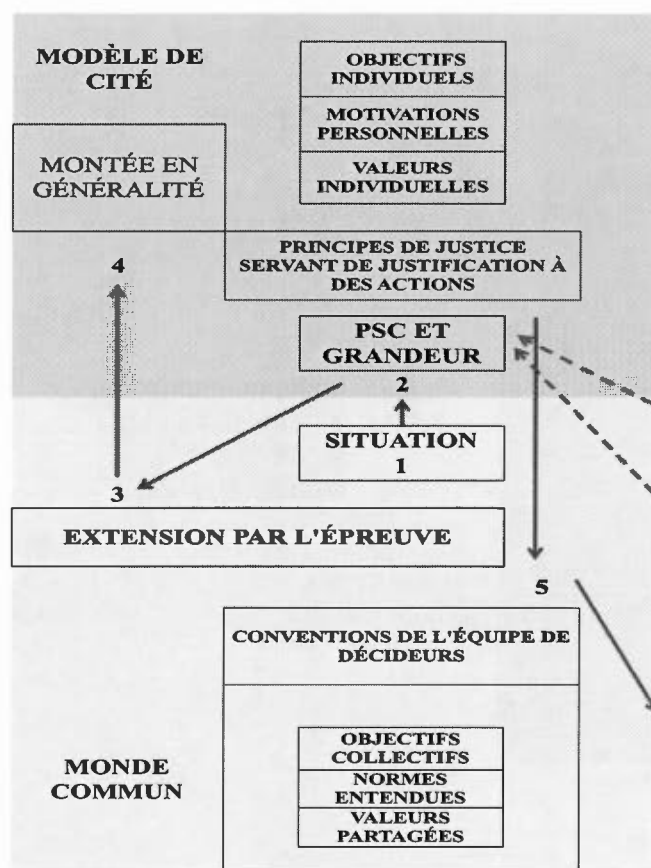 MODÈLE DE
CITÉ
OBJECTIFS
INDIVIDUELS
MOTIVATIONS
PERSONNELLES
VALEURS
INDIVIDUELLES
MONTÉE EN
GÉNÉRALITÉ
PRINCIPES DE JUSTICE
SERVANT DE JUSTIFICATION À
DES ACTIONS
4
PSC ET
GRANDEUR
2
SITUATION
1
3
EXTENSION PAR L'ÉPREUVE
5
CONVENTIONS DE L'ÉQUIPE DE
DÉCIDEURS
MONDE
COMMUN
OBJECTIFS
COLLECTIFS
NORMES
ENTENDUES
VALEURS
PARTAGÉES